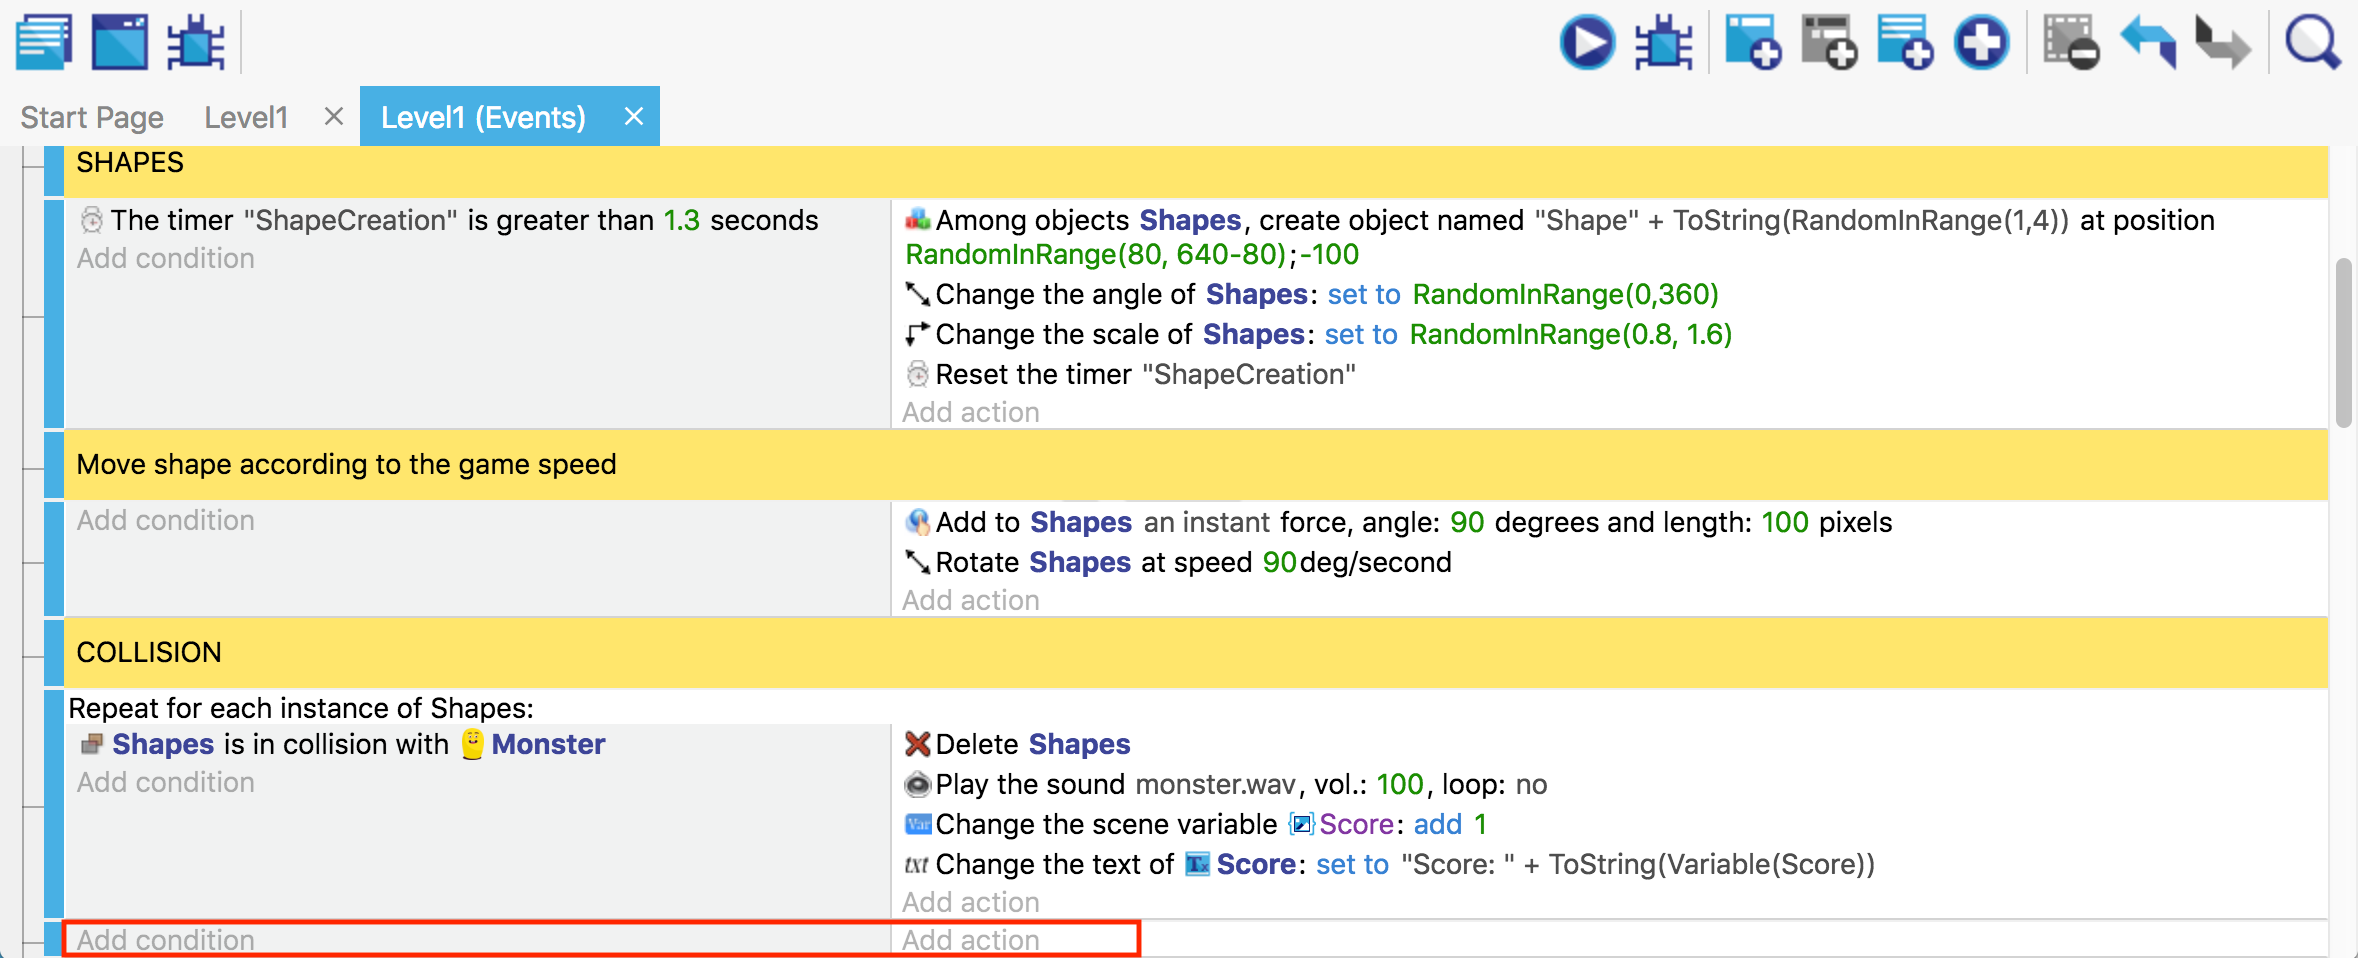 Start Page Level1 × Level1 (Events) ×
SHAPES
The timer "ShapeCreation" is greater than 1.3 seconds
Add condition
Among objects Shapes, create object named "Shape" + ToString(RandomInRange(1,4)) at position
RandomInRange(80, 640-80);-100
Change the angle of Shapes: set to RandomInRange(0,360)
Change the scale of Shapes: set to RandomInRange(0.8, 1.6)
Reset the timer "ShapeCreation"
Add action
Move shape according to the game speed
Add condition
Add to Shapes an instant force, angle: 90 degrees and length: 100 pixels
Rotate Shapes at speed 90deg/second
Add action
COLLISION
Repeat for each instance of Shapes:
Shapes is in collision with Monster
Add condition
Delete Shapes
Play the sound monster.wav, vol.: 100, loop: no
Var Change the scene variable Score: add 1
txt Change the text of Tx Score: set to "Score: " + ToString(Variable(Score))
Add action
Add condition Add action